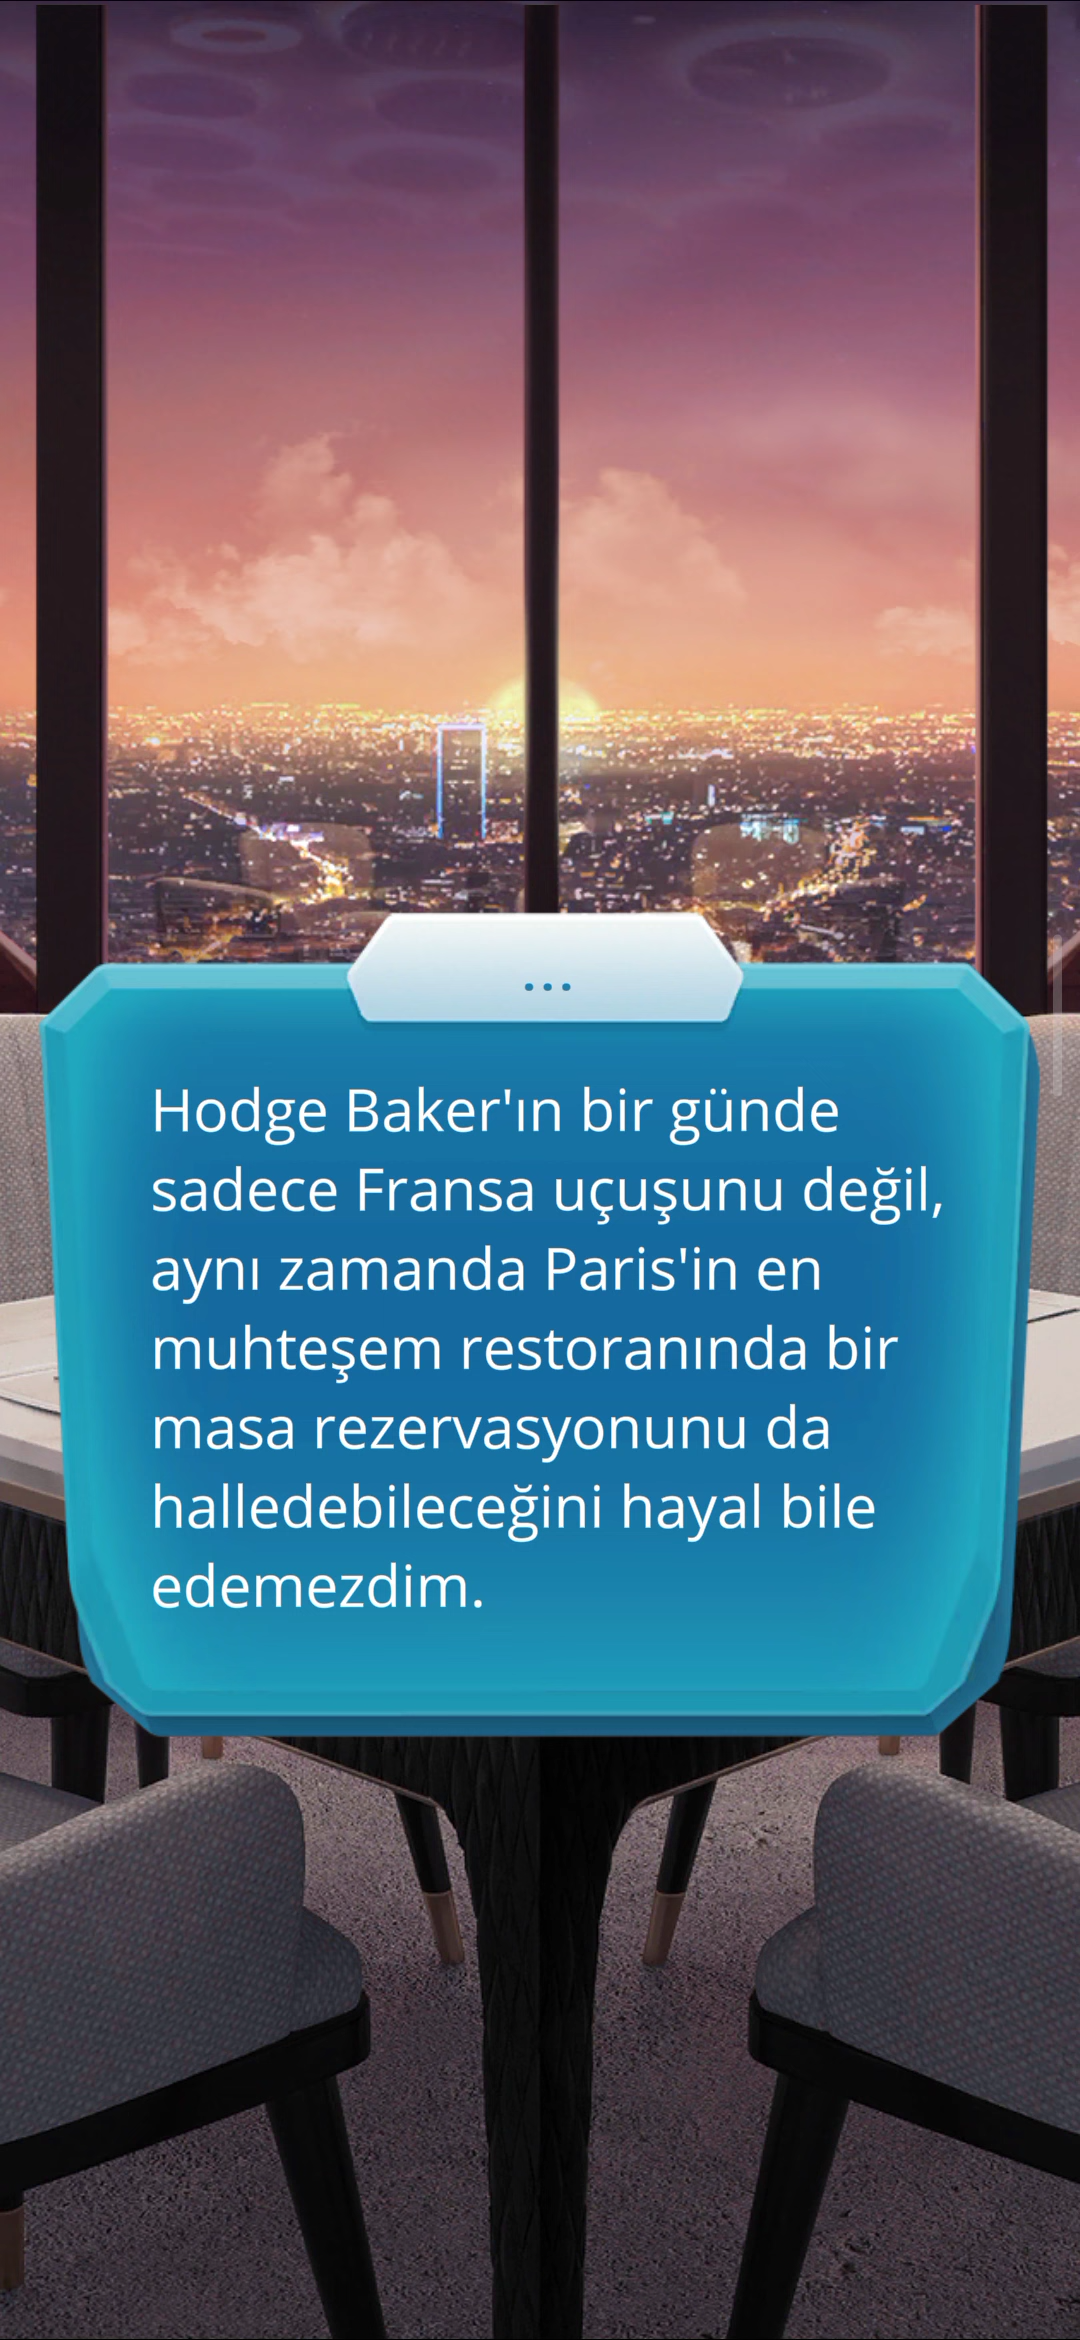 ...
Hodge Baker'ın bir günde
sadece Fransa uçuşunu değil,
aynı zamanda Paris'in en
muhteşem restoranında bir
masa rezervasyonunu da
halledebileceğini hayal bile
edemezdim.